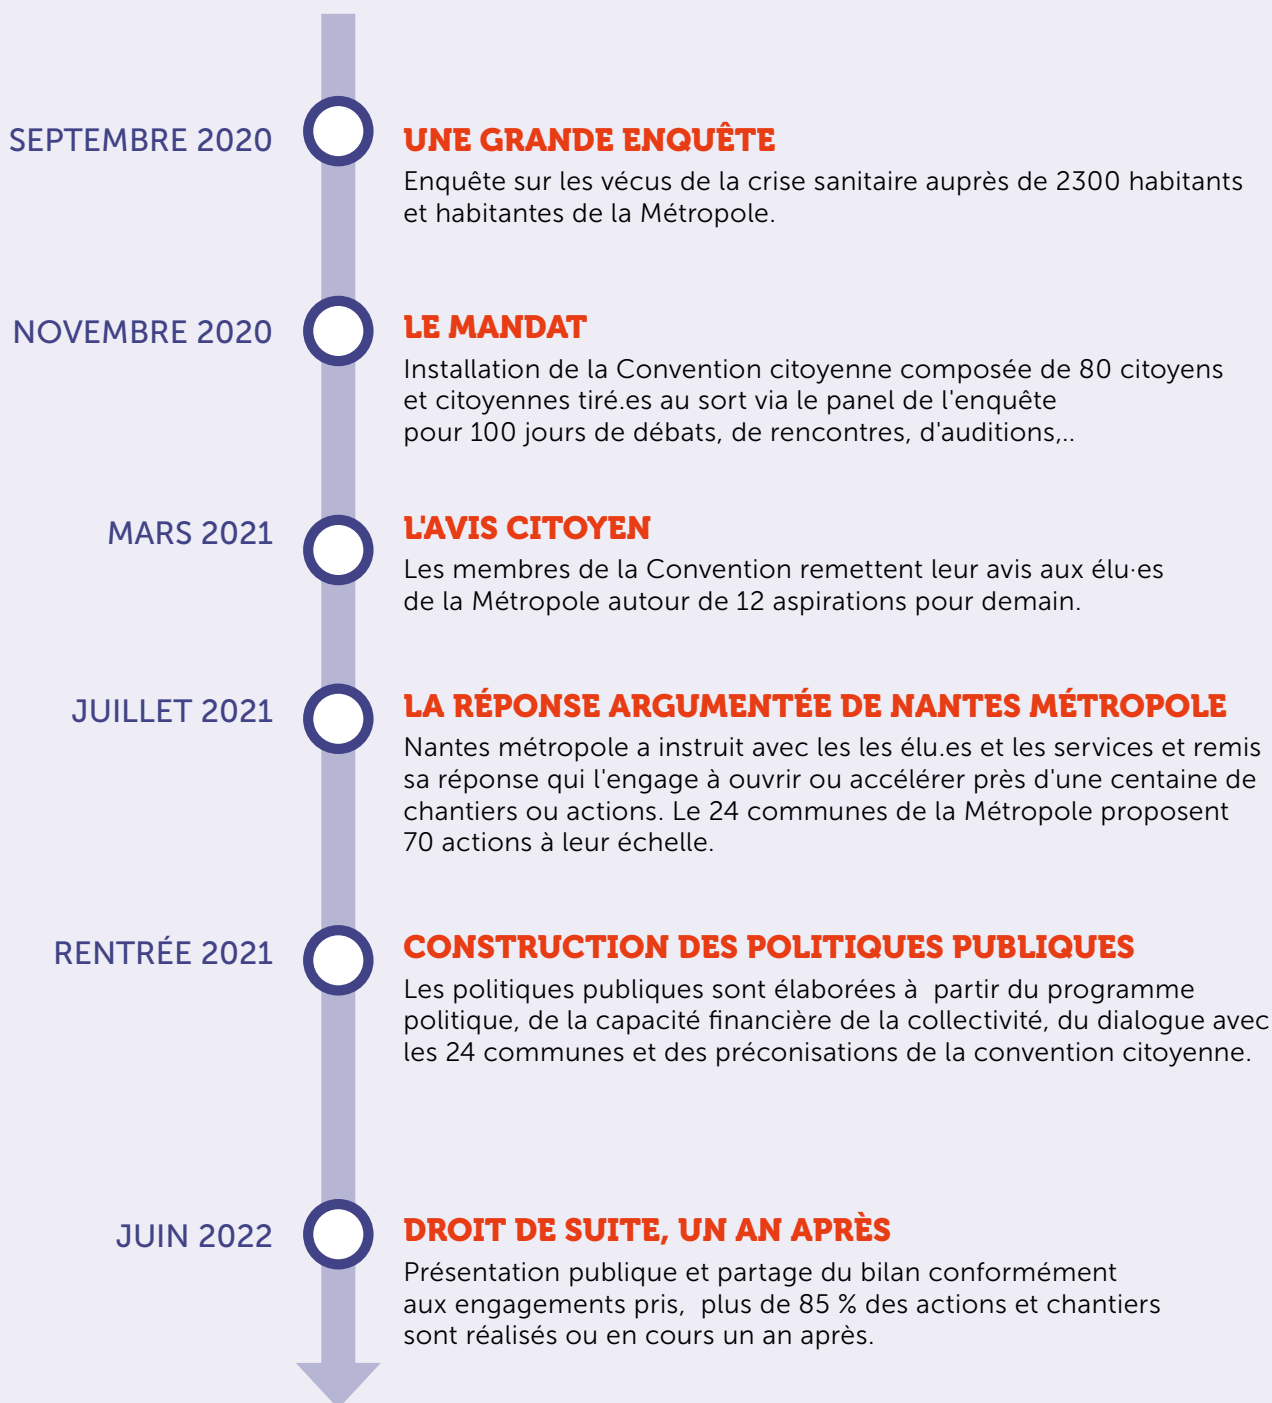 SEPTEMBRE 2020
UNE GRANDE ENQUÊTE
Enquête sur les vécus de la crise sanitaire auprès de 2300 habitants
et habitantes de la Métropole.
NOVEMBRE 2020
LE MANDAT
Installation de la Convention citoyenne composée de 80 citoyens
et citoyennes tiré.es au sort via le panel de l'enquête
pour 100 jours de débats, de rencontres, d'auditions,..
MARS 2021
L'AVIS CITOYEN
Les membres de la Convention remettent leur avis aux élu·es
de la Métropole autour de 12 aspirations pour demain.
JUILLET 2021
LA RÉPONSE ARGUMENTÉE DE NANTES MÉTROPOLE
Nantes métropole a instruit avec les les élu.es et les services et remis
sa réponse qui l'engage à ouvrir ou accélérer près d'une centaine de
chantiers ou actions. Le 24 communes de la Métropole proposent
70 actions à leur échelle.
RENTRÉE 2021
CONSTRUCTION DES POLITIQUES PUBLIQUES
Les politiques publiques sont élaborées à  partir du programme
politique, de la capacité financière de la collectivité, du dialogue avec
les 24 communes et des préconisations de la convention citoyenne.
JUIN 2022
DROIT DE SUITE, UN AN APRÈS
Présentation publique et partage du bilan conformément
aux engagements pris,  plus de 85 % des actions et chantiers
sont réalisés ou en cours un an après.